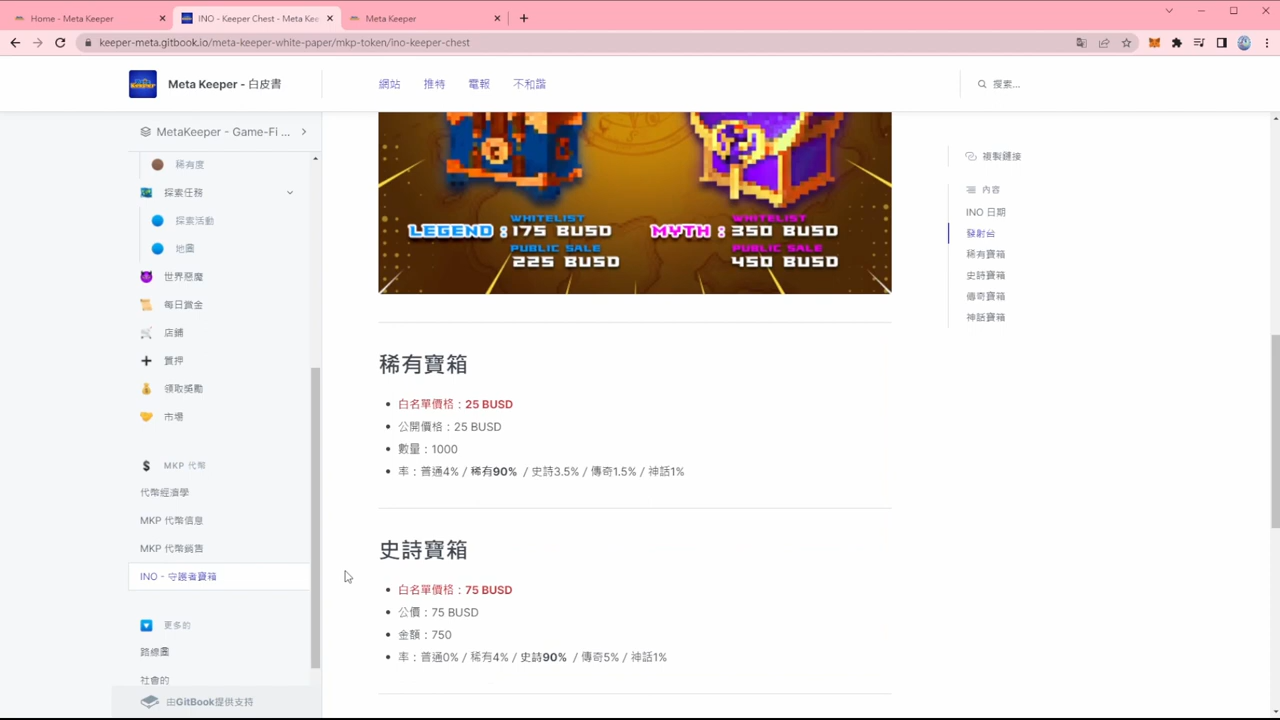 Home - Meta Keeper
INO - Keeper Chest - Meta Kee
Meta Keeper
keeper-meta.gitbook.io/meta-keeper-white-paper/mkp-token/ino-keeper-chest
Meta Keeper - 白皮書
網站
推特
電報
不和諧
搜索...
MetaKeeper - Game-Fi ...
稀有度
探索任務
探索活動
地圖
世界惡魔
每日賞金
店鋪
質押
領取獎勵
市場
MKP 代幣
代幣經濟學
MKP 代幣信息
MKP 代幣銷售
INO - 守護者寶箱
更多的
路線圖
社會的
由GitBook提供支持
WHITELIST
LEGEND : 175 BUSD
PUBLIC SALE
225 BUSD
WHITELIST
MYTH : 350 BUSD
PUBLIC SALE
450 BUSD
稀有寶箱
白名單價格：25 BUSD
公開價格：25 BUSD
數量：1000
率：普通4% / 稀有90% / 史詩3.5% / 傳奇1.5% / 神話1%
史詩寶箱
白名單價格：75 BUSD
公價：75 BUSD
金額：750
率：普通0% / 稀有4% / 史詩90% / 傳奇5% / 神話1%
複製鏈接
內容
INO 日期
發射台
稀有寶箱
史詩寶箱
傳奇寶箱
神話寶箱